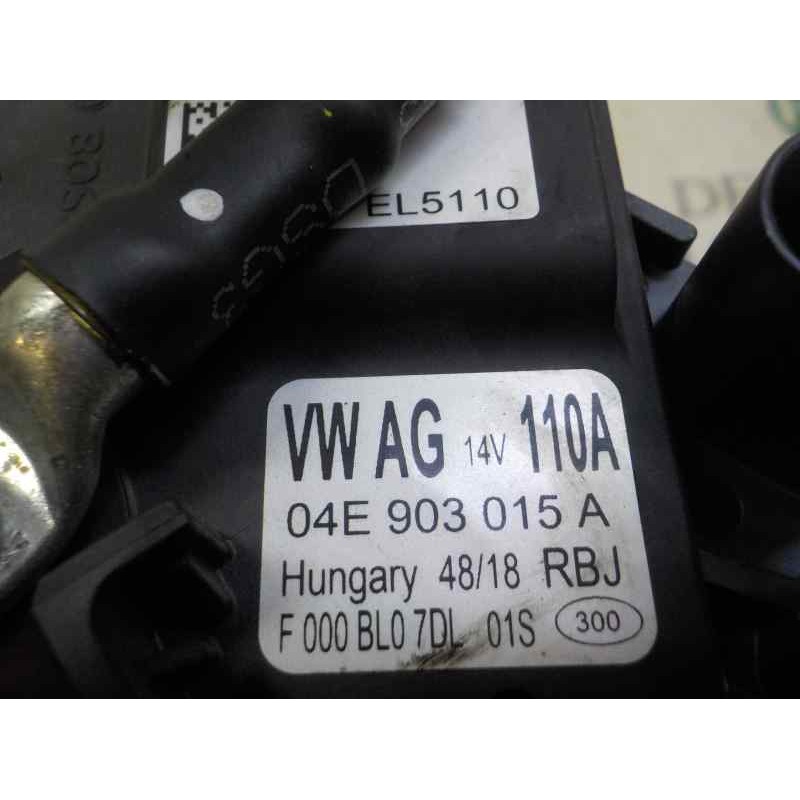 EL5110
VW AG 14V 110A
04E 903 015 A
Hungary 48/18 RBJ
F 000 BL0 7DL 01S 300